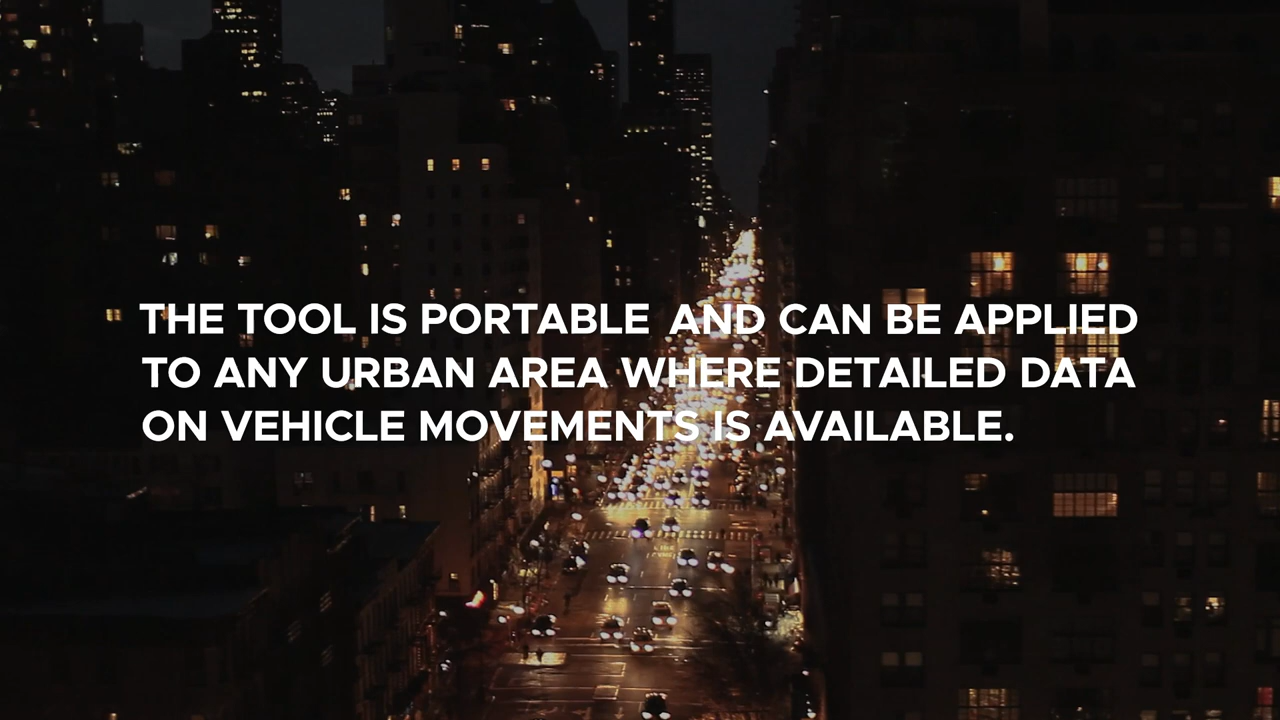 THE TOOL IS PORTABLE AND CAN BE APPLIED
TO ANY URBAN AREA WHERE DETAILED DATA
ON VEHICLE MOVEMENTS IS AVAILABLE.